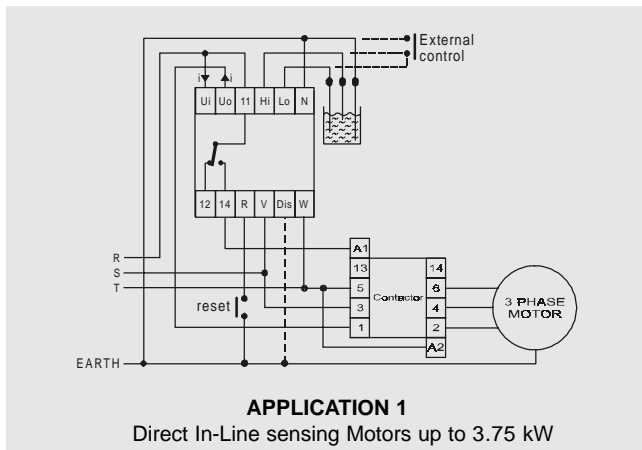 External
control
i i
Ui Uo 11 Hi Lo N
12 14 R V Dis W
R
S
T
A1
13 14
5 6
Contactor
3 4
1 2
A2
3 PHASE
MOTOR
reset
EARTH
APPLICATION 1
Direct In-Line sensing Motors up to 3.75 kW